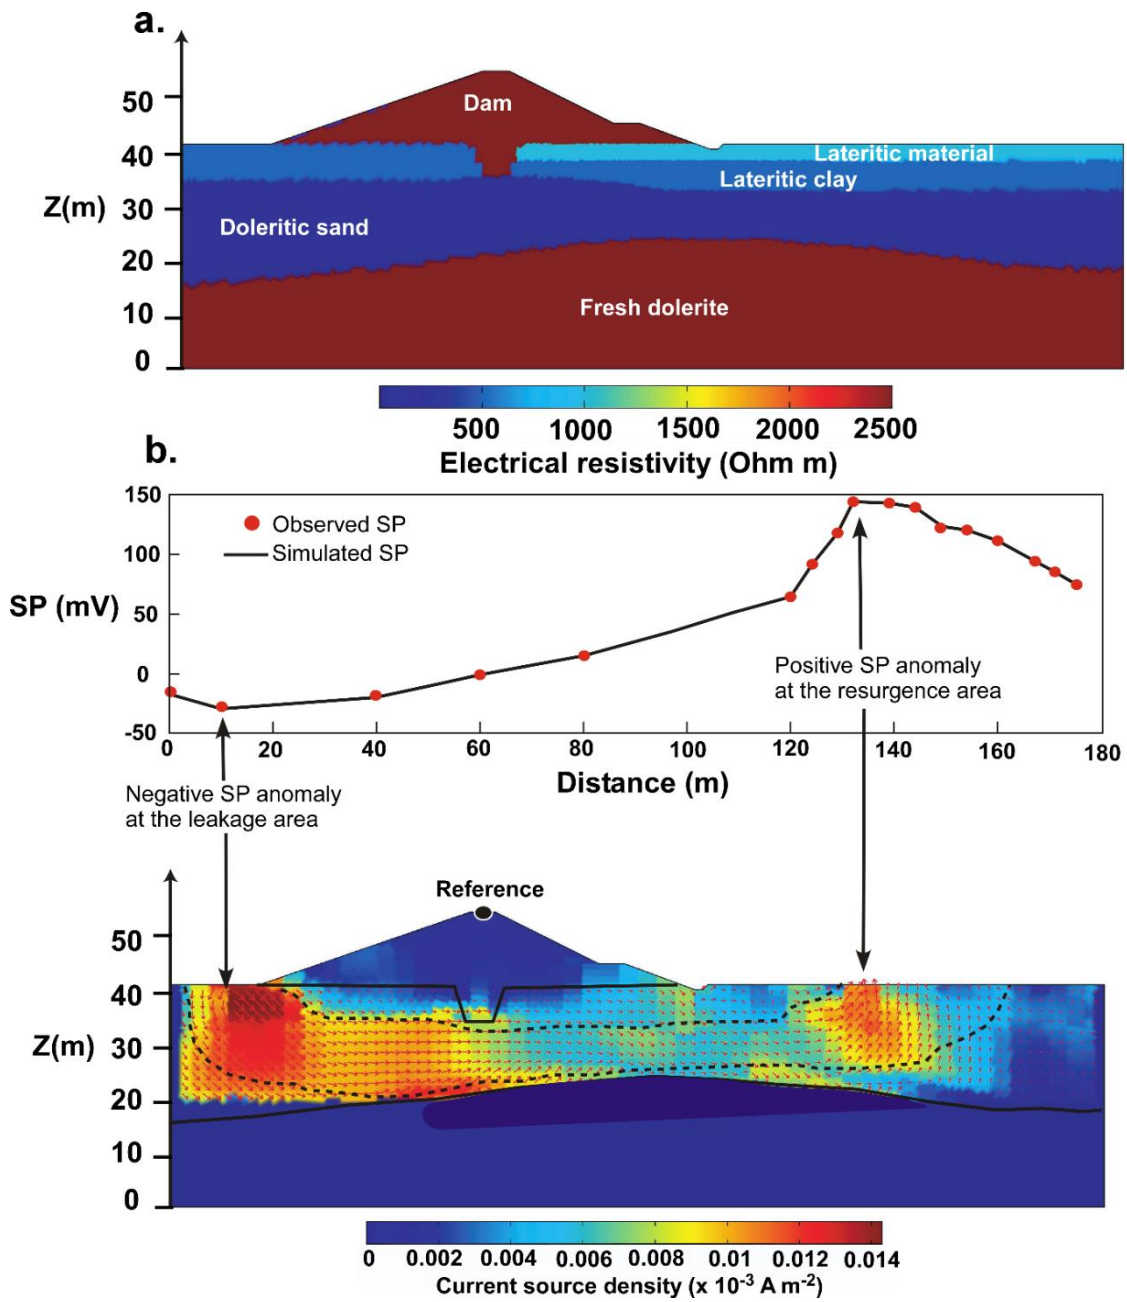 a.
50
40
Z(m)
30
20
10
0
Dam
Lateritic material
Lateritic clay
Doleritic sand
Fresh dolerite
500 1000 1500 2000 2500
Electrical resistivity (Ohm m)
b.
150
100
SP (mV)
50
0
-50
Observed SP
Simulated SP
Positive SP anomaly
at the resurgence area
0 20 40 60 80 100 120 140 160 180
Distance (m)
Negative SP anomaly
at the leakage area
Reference
50
40
Z(m)
30
20
10
0
0 0.002 0.004 0.006 0.008 0.01 0.012 0.014
Current source density (x 10⁻³ A m⁻²)